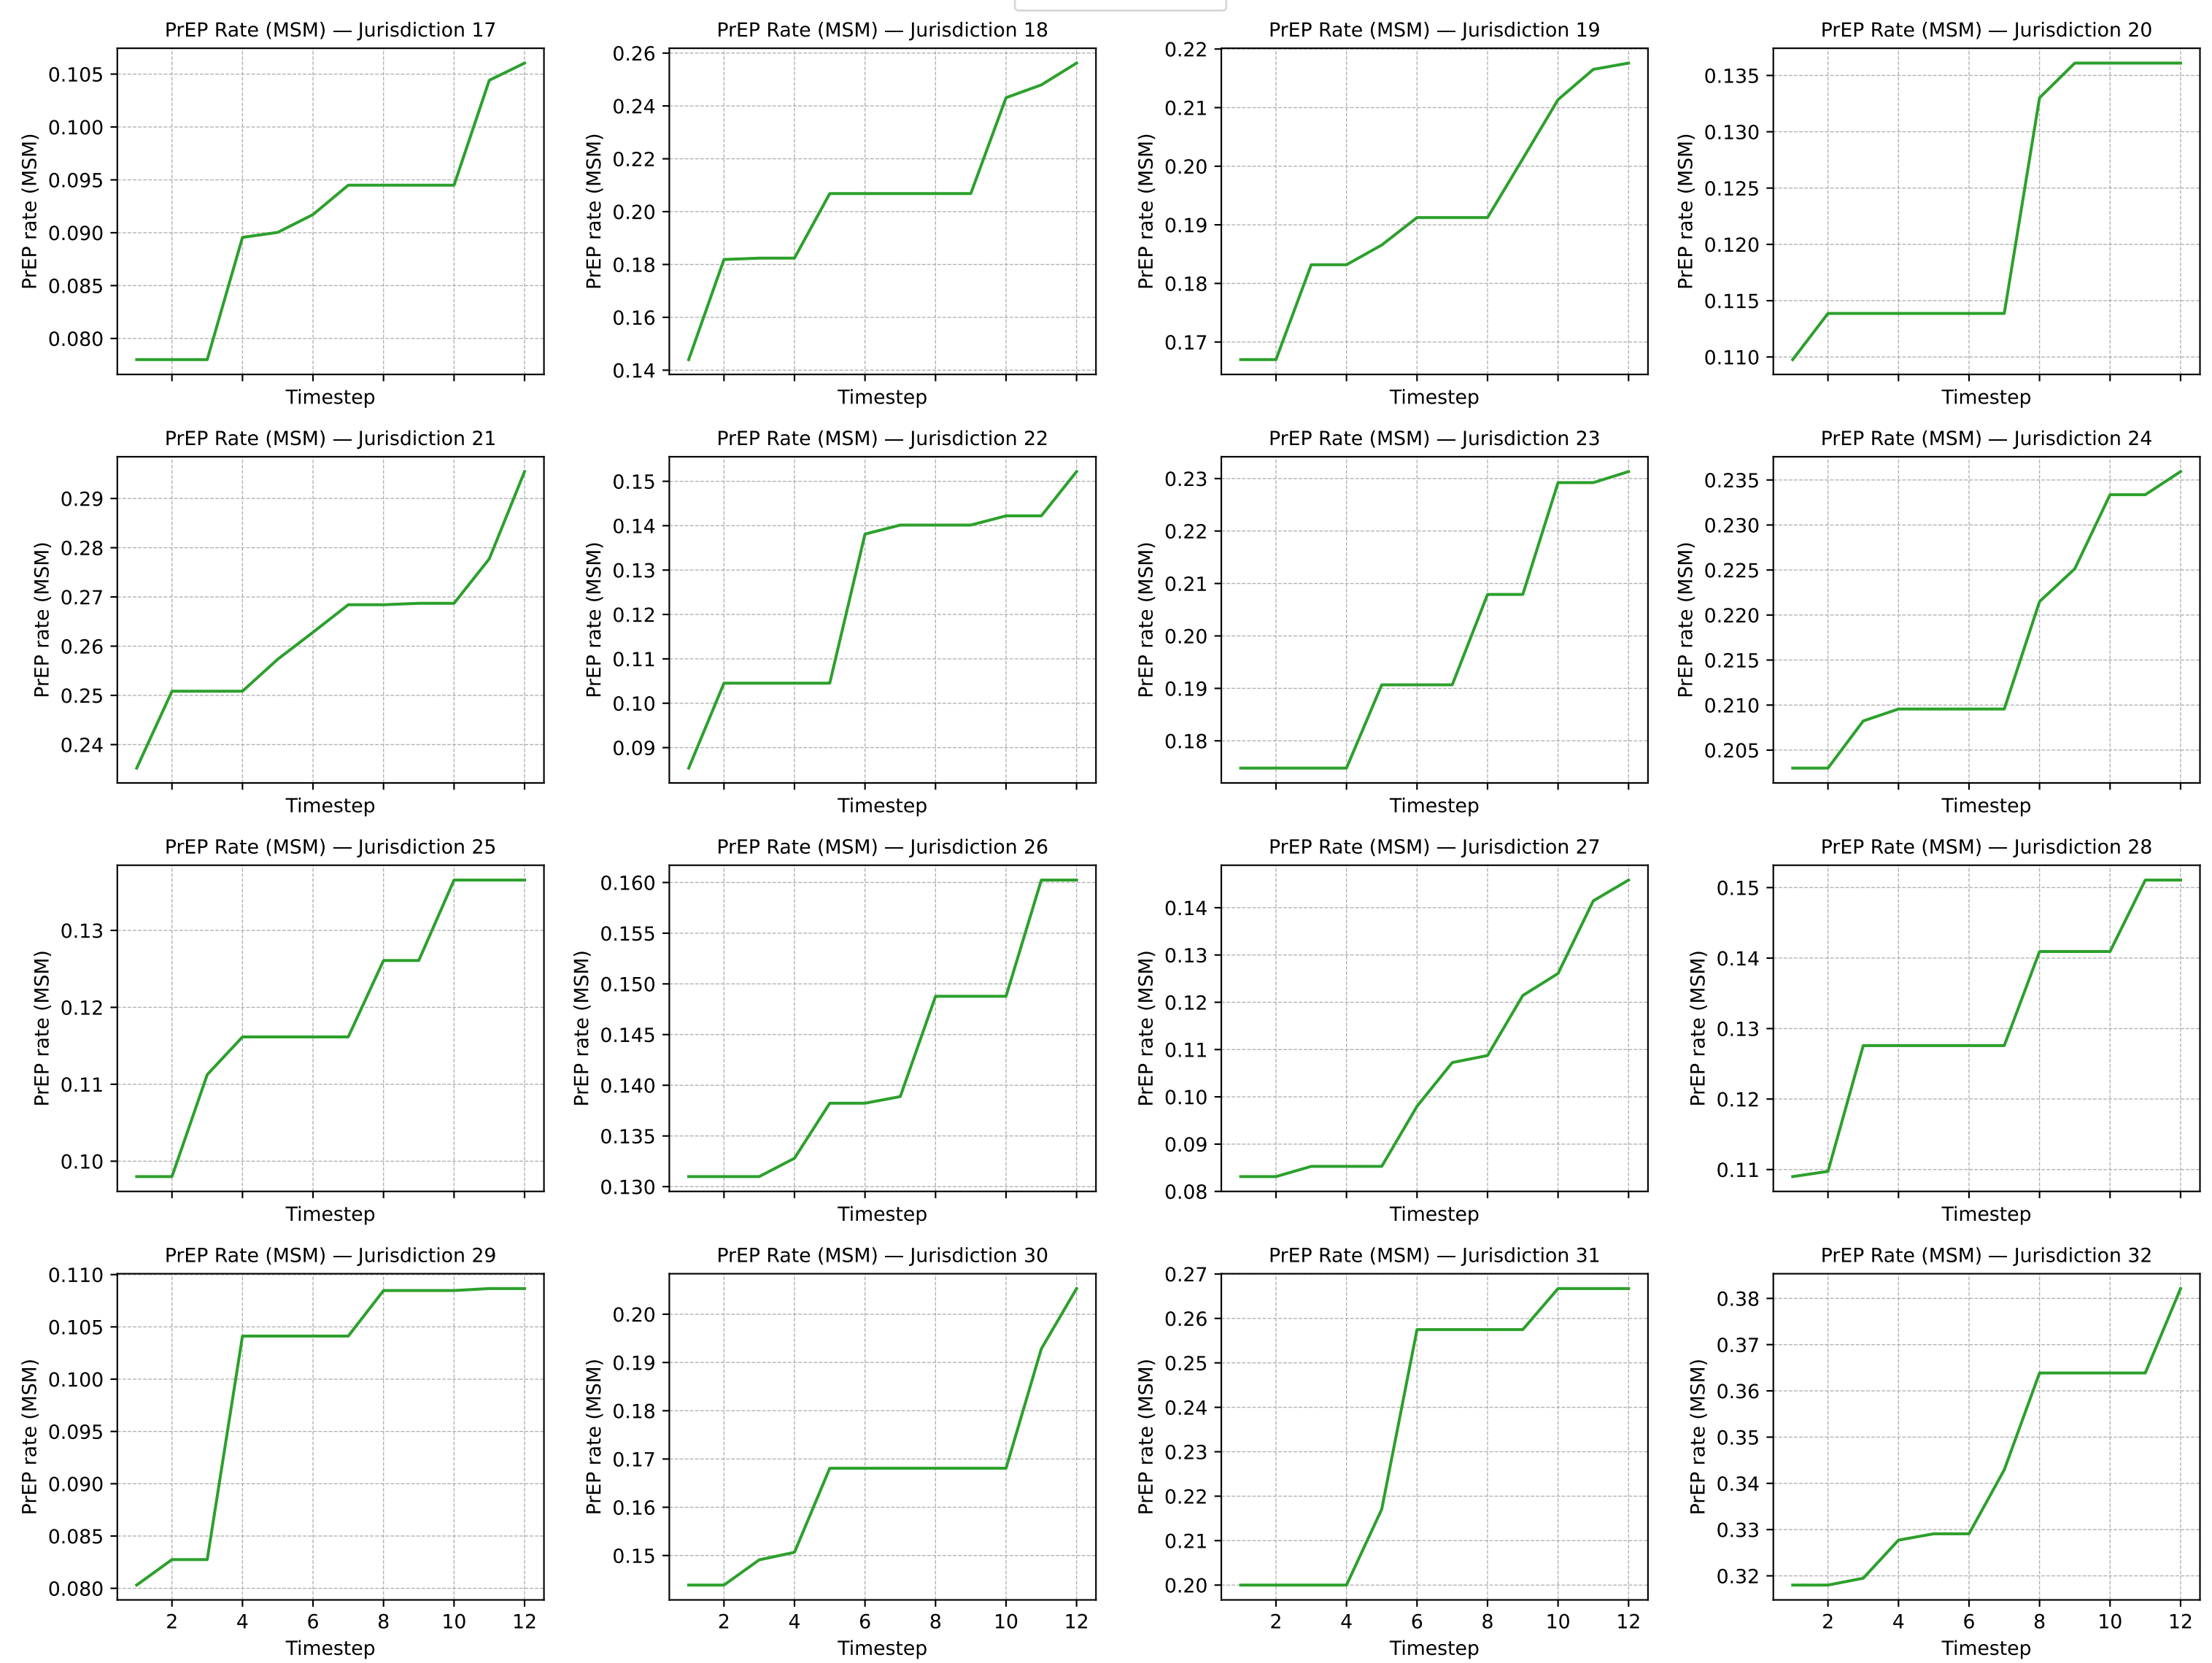 PrEP Rate (MSM) — Jurisdiction 17
PrEP rate (MSM)
0.105
0.100
0.095
0.090
0.085
0.080
Timestep
PrEP Rate (MSM) — Jurisdiction 18
PrEP rate (MSM)
0.26
0.24
0.22
0.20
0.18
0.16
0.14
Timestep
PrEP Rate (MSM) — Jurisdiction 19
PrEP rate (MSM)
0.22
0.21
0.20
0.19
0.18
0.17
Timestep
PrEP Rate (MSM) — Jurisdiction 20
PrEP rate (MSM)
0.135
0.130
0.125
0.120
0.115
0.110
Timestep
PrEP Rate (MSM) — Jurisdiction 21
PrEP rate (MSM)
0.29
0.28
0.27
0.26
0.25
0.24
Timestep
PrEP Rate (MSM) — Jurisdiction 22
PrEP rate (MSM)
0.15
0.14
0.13
0.12
0.11
0.10
0.09
Timestep
PrEP Rate (MSM) — Jurisdiction 23
PrEP rate (MSM)
0.23
0.22
0.21
0.20
0.19
0.18
Timestep
PrEP Rate (MSM) — Jurisdiction 24
PrEP rate (MSM)
0.235
0.230
0.225
0.220
0.215
0.210
0.205
Timestep
PrEP Rate (MSM) — Jurisdiction 25
PrEP rate (MSM)
0.13
0.12
0.11
0.10
Timestep
PrEP Rate (MSM) — Jurisdiction 26
PrEP rate (MSM)
0.160
0.155
0.150
0.145
0.140
0.135
0.130
Timestep
PrEP Rate (MSM) — Jurisdiction 27
PrEP rate (MSM)
0.14
0.13
0.12
0.11
0.10
0.09
0.08
Timestep
PrEP Rate (MSM) — Jurisdiction 28
PrEP rate (MSM)
0.15
0.14
0.13
0.12
0.11
Timestep
PrEP Rate (MSM) — Jurisdiction 29
PrEP rate (MSM)
0.110
0.105
0.100
0.095
0.090
0.085
0.080
2 4 6 8 10 12
Timestep
PrEP Rate (MSM) — Jurisdiction 30
PrEP rate (MSM)
0.20
0.19
0.18
0.17
0.16
0.15
2 4 6 8 10 12
Timestep
PrEP Rate (MSM) — Jurisdiction 31
PrEP rate (MSM)
0.27
0.26
0.25
0.24
0.23
0.22
0.21
0.20
2 4 6 8 10 12
Timestep
PrEP Rate (MSM) — Jurisdiction 32
PrEP rate (MSM)
0.38
0.37
0.36
0.35
0.34
0.33
0.32
2 4 6 8 10 12
Timestep